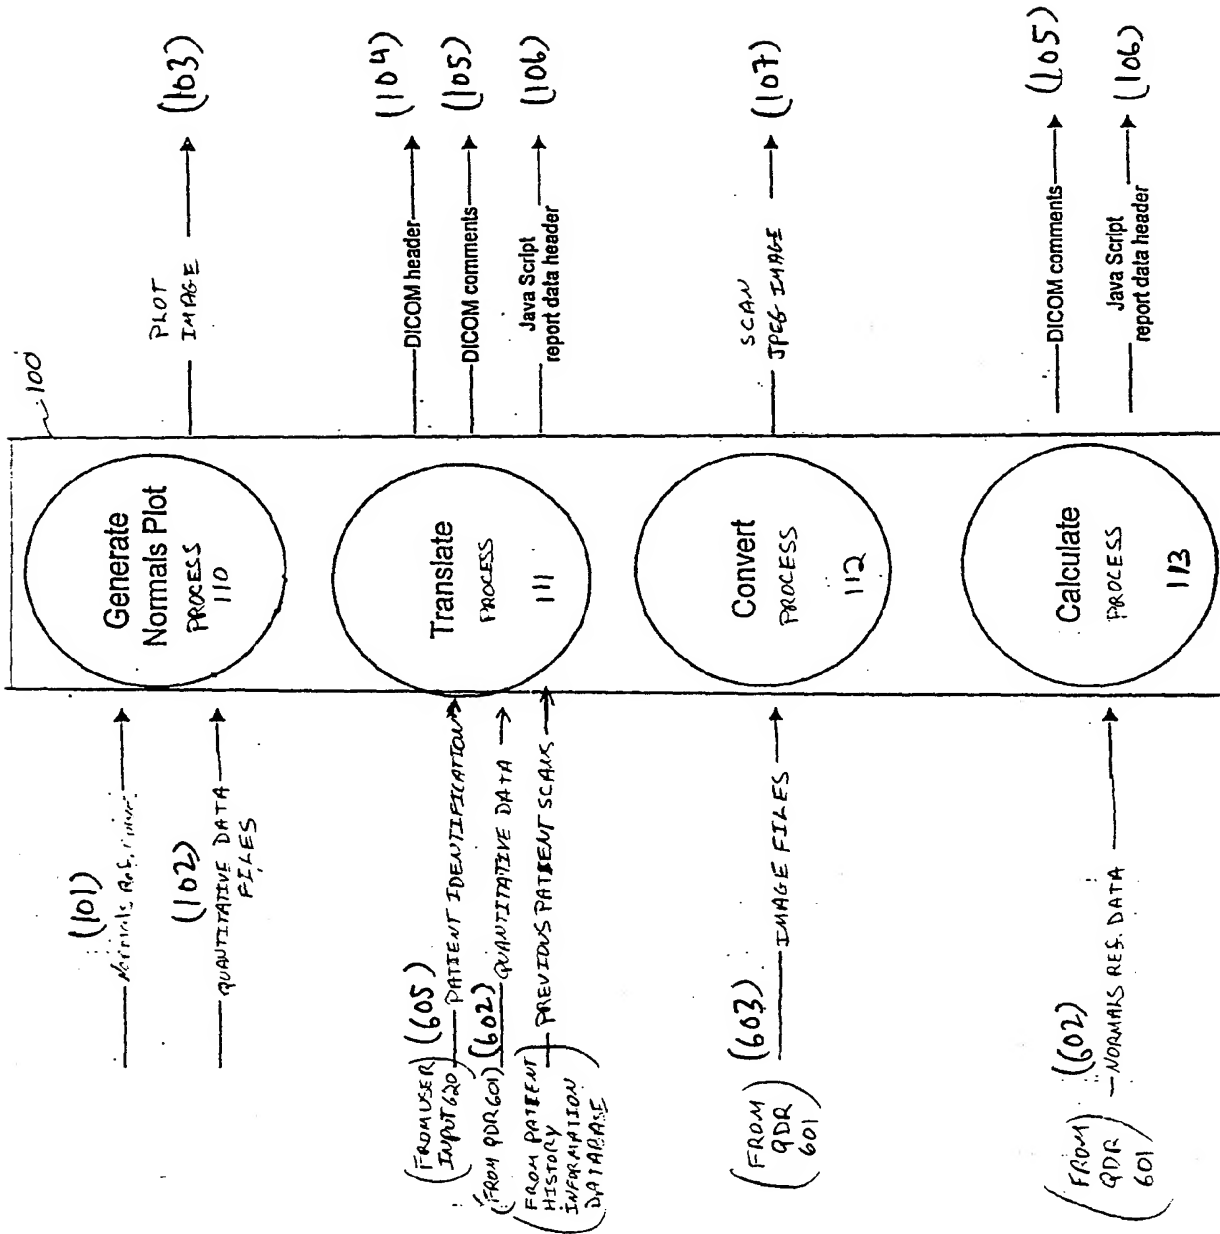 100
(101)
Normals Ref.
(102)
QUANTITATIVE DATA
FILES
Generate
Normals Plot
PROCESS
110
PLOT
IMAGE
(103)
(FROM USER
INPUT 620)
(605)
PATIENT IDENTIFICATION
(FROM QDR 601)
(602)
QUANTITATIVE DATA
(FROM PATIENT
HISTORY
INFORMATION
DATABASE
PREVIOUS PATIENT SCANS
Translate
PROCESS
111
DICOM header
(104)
DICOM comments
(105)
Java Script
report data header
(106)
(FROM
QDR
601)
(603)
IMAGE FILES
Convert
PROCESS
112
SCAN
JPEG IMAGE
(107)
(FROM
QDR
601)
(602)
NORMALS REF. DATA
Calculate
PROCESS
113
DICOM comments
(105)
Java Script
report data header
(106)